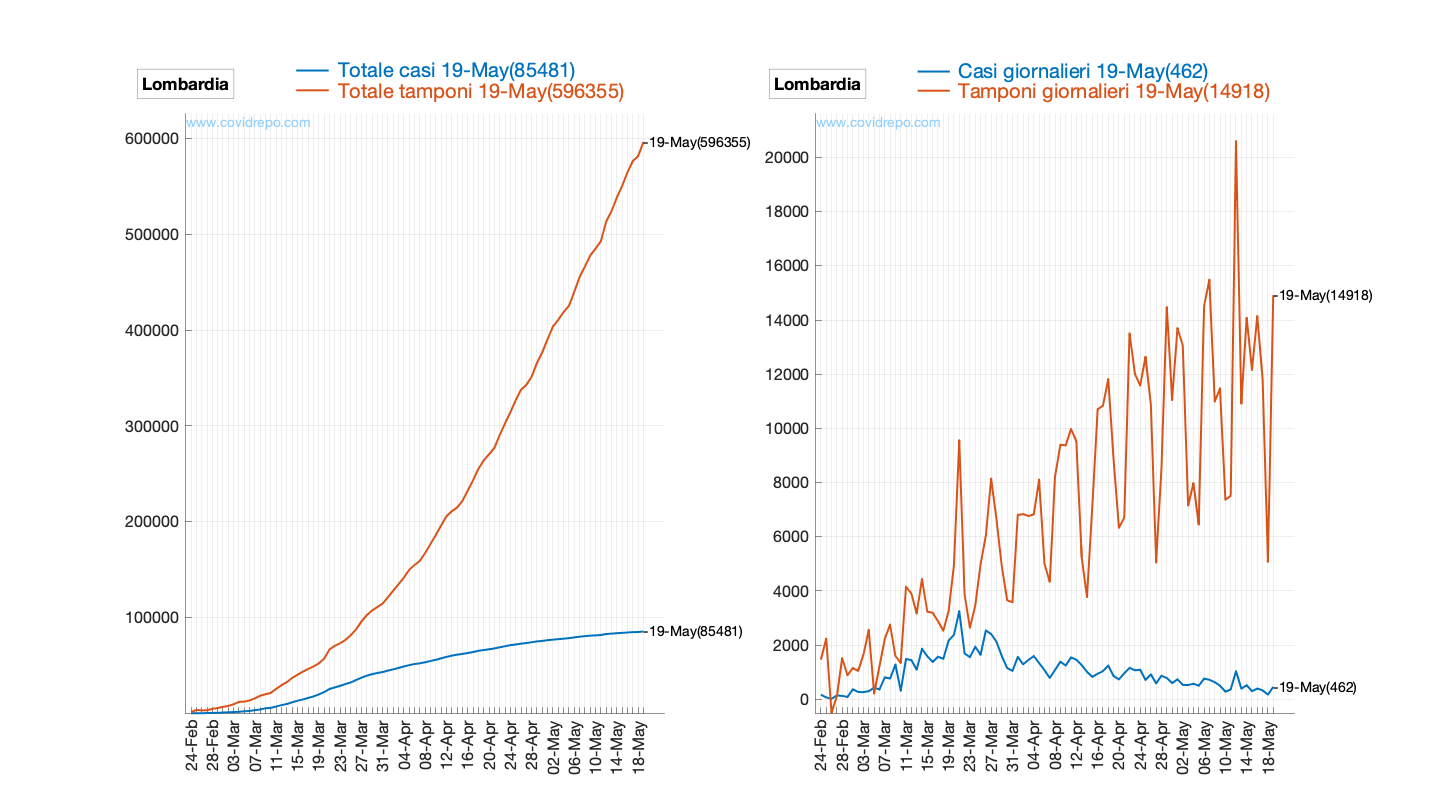 Lombardia
Totale casi 19-May(85481)
Totale tamponi 19-May(596355)
www.covidrepo.com
600000
500000
400000
300000
200000
100000
19-May(596355)
19-May(85481)
24-Feb
28-Feb
03-Mar
07-Mar
11-Mar
15-Mar
19-Mar
23-Mar
27-Mar
31-Mar
04-Apr
08-Apr
12-Apr
16-Apr
20-Apr
24-Apr
28-Apr
02-May
06-May
10-May
14-May
18-May
Lombardia
Casi giornalieri 19-May(462)
Tamponi giornalieri 19-May(14918)
www.covidrepo.com
20000
18000
16000
14000
12000
10000
8000
6000
4000
2000
0
19-May(14918)
19-May(462)
24-Feb
28-Feb
03-Mar
07-Mar
11-Mar
15-Mar
19-Mar
23-Mar
27-Mar
31-Mar
04-Apr
08-Apr
12-Apr
16-Apr
20-Apr
24-Apr
28-Apr
02-May
06-May
10-May
14-May
18-May